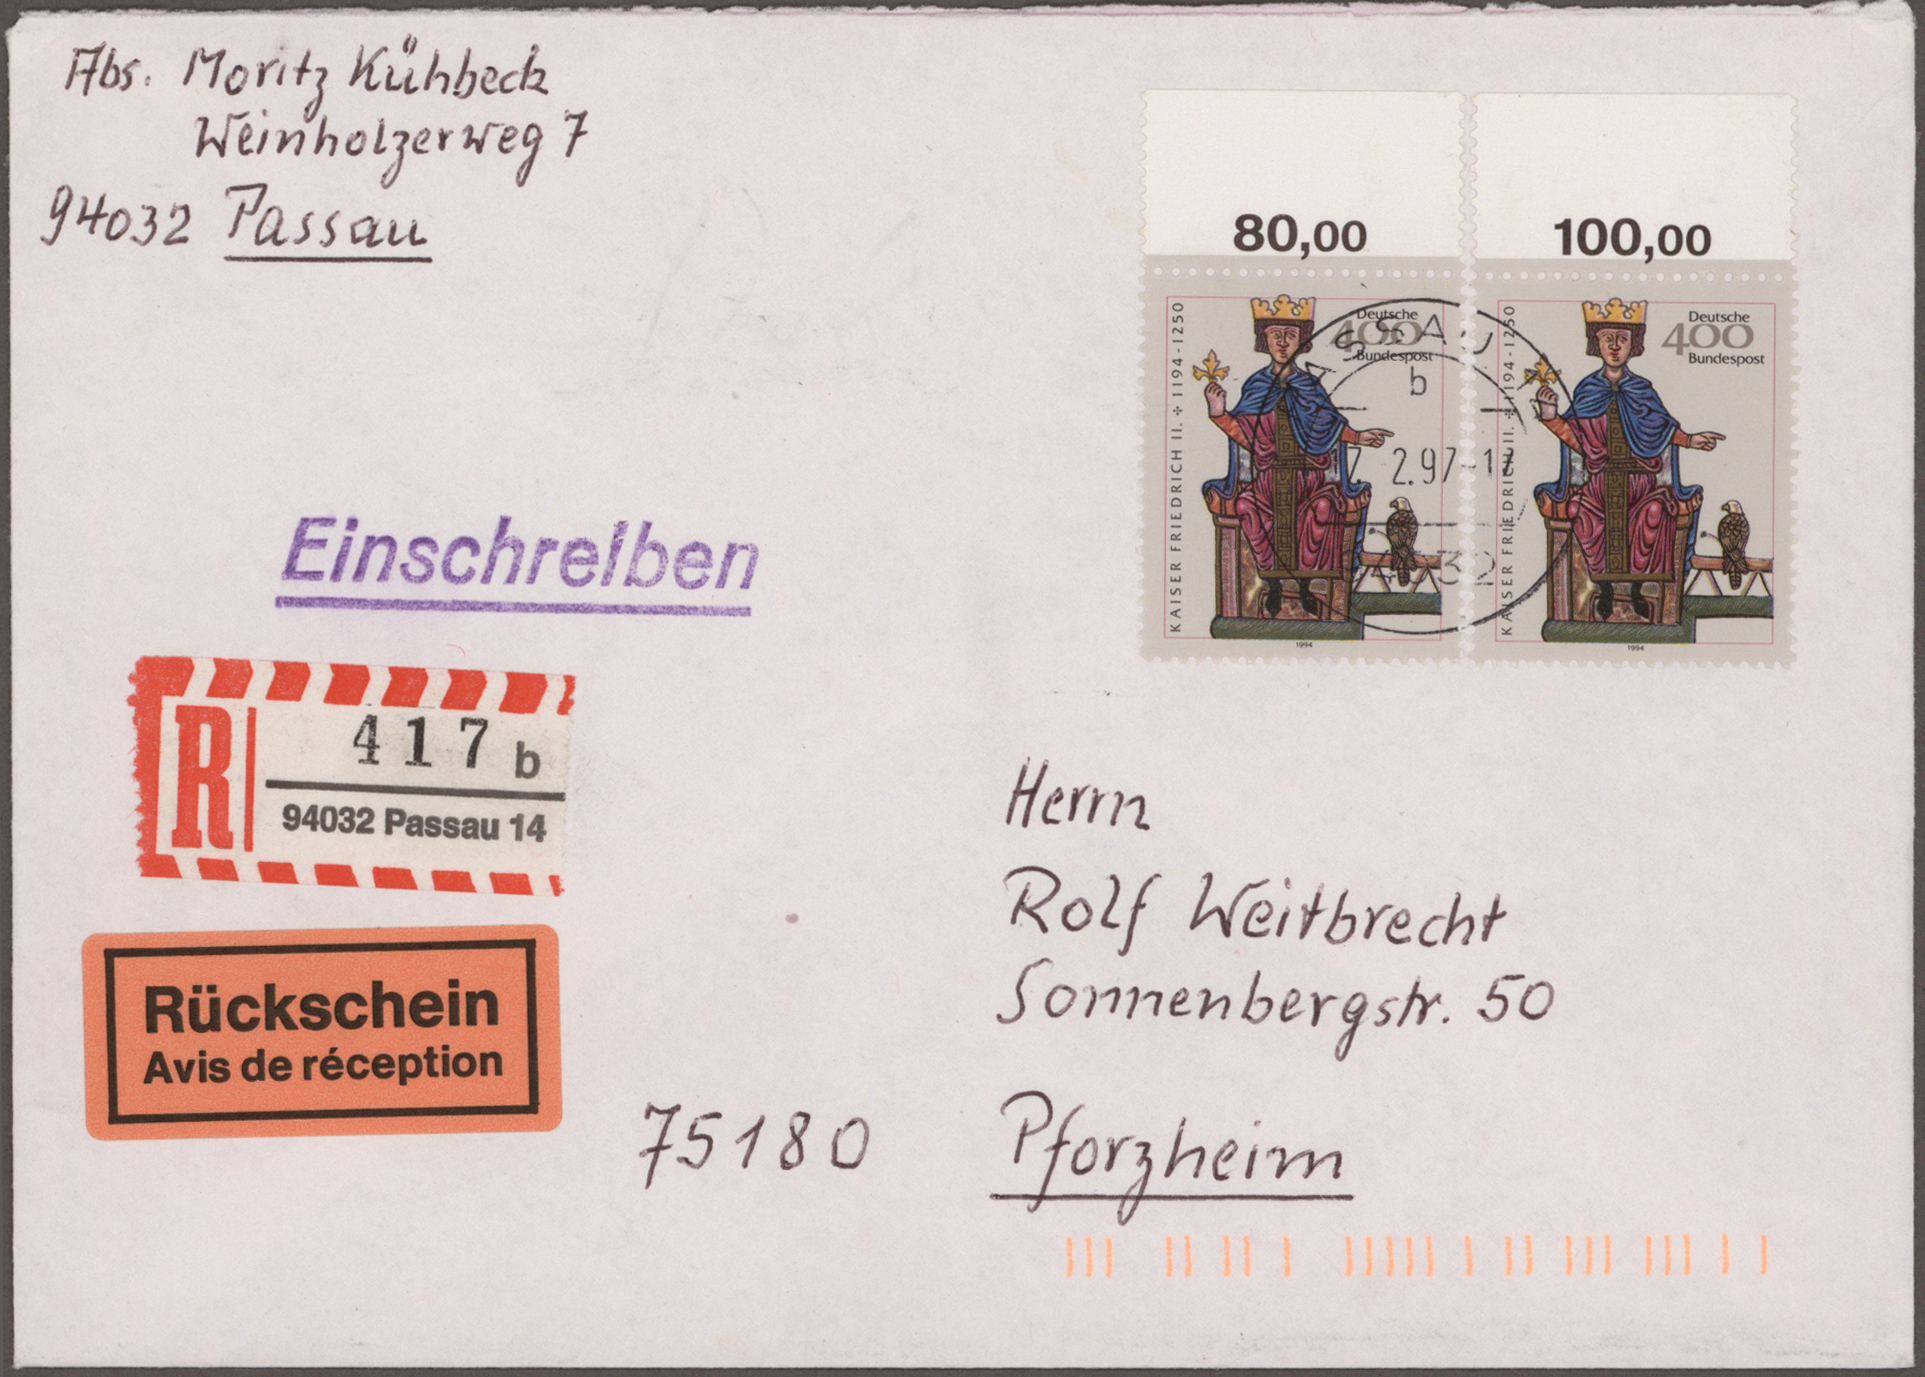 Abs. Moritz Kühbeck
Weinholzerweg 7
94032 Passau
80,00
100,00
KAISER FRIEDRICH II. ✣ 1194-1250
Deutsche
400
Bundespost
1994
KAISER FRIEDRICH II. ✣ 1194-1250
Deutsche
400
Bundespost
1994
b
2.97
Einschreiben
R
417 b
94032 Passau 14
Rückschein
Avis de réception
Herrn
Rolf Weitbrecht
Sonnenbergstr. 50
75180 Pforzheim